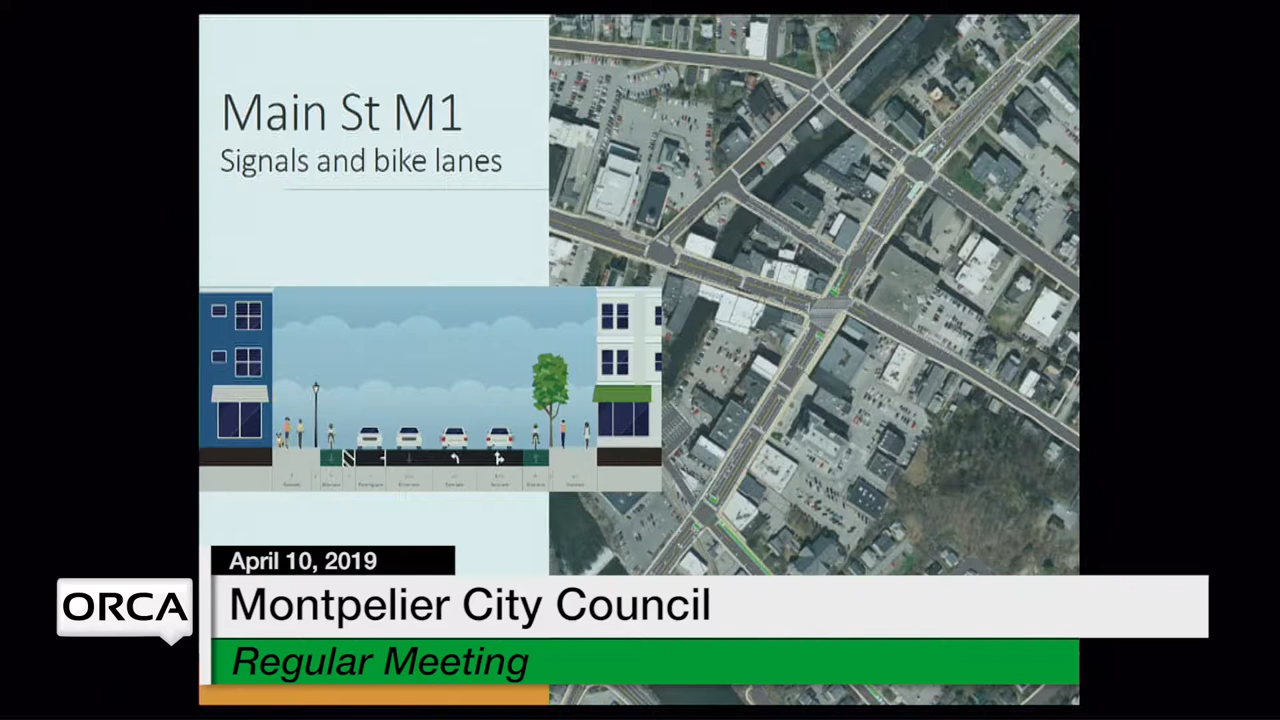 Main St M1
Signals and bike lanes
April 10, 2019
ORCA
Montpelier City Council
Regular Meeting